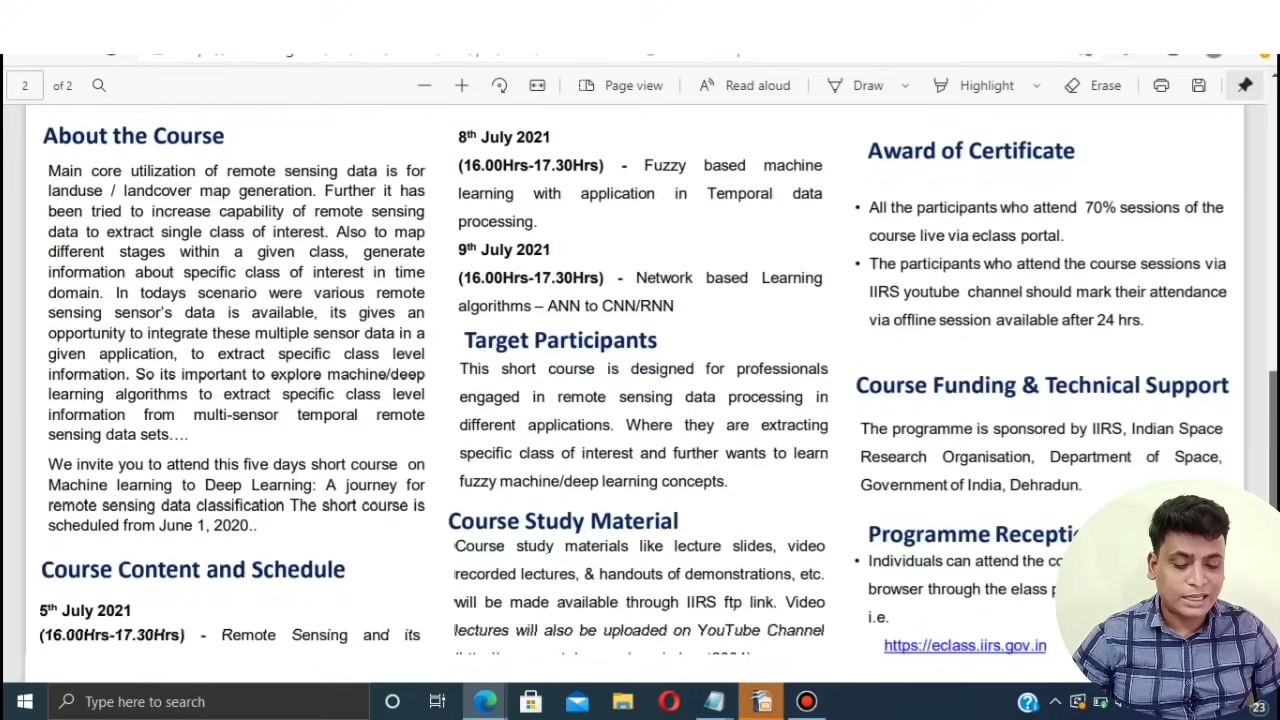 2
of 2
Page view
Read aloud
Draw
Highlight
Erase
About the Course
Main core utilization of remote sensing data is for
landuse / landcover map generation. Further it has
been tried to increase capability of remote sensing
data to extract single class of interest. Also to map
different stages within a given class, generate
information about specific class of interest in time
domain. In todays scenario were various remote
sensing sensor's data is available, its gives an
opportunity to integrate these multiple sensor data in a
given application, to extract specific class level
information. So its important to explore machine/deep
learning algorithms to extract specific class level
information from multi-sensor temporal remote
sensing data sets....
We invite you to attend this five days short course on
Machine learning to Deep Learning: A journey for
remote sensing data classification The short course is
scheduled from June 1, 2020..
Course Content and Schedule
5th July 2021
(16.00Hrs-17.30Hrs) - Remote Sensing and its
8th July 2021
(16.00Hrs-17.30Hrs) - Fuzzy based machine
learning with application in Temporal data
processing.
9th July 2021
(16.00Hrs-17.30Hrs) - Network based Learning
algorithms – ANN to CNN/RNN
Target Participants
This short course is designed for professionals
engaged in remote sensing data processing in
different applications. Where they are extracting
specific class of interest and further wants to learn
fuzzy machine/deep learning concepts.
Course Study Material
Course study materials like lecture slides, video
recorded lectures, & handouts of demonstrations, etc.
will be made available through IIRS ftp link. Video
lectures will also be uploaded on YouTube Channel
Award of Certificate
• All the participants who attend 70% sessions of the
course live via eclass portal.
• The participants who attend the course sessions via
IIRS youtube channel should mark their attendance
via offline session available after 24 hrs.
Course Funding & Technical Support
The programme is sponsored by IIRS, Indian Space
Research Organisation, Department of Space,
Government of India, Dehradun.
Programme Receptio
• Individuals can attend the co
browser through the elass p
i.e.
https://eclass.iirs.gov.in
Type here to search
23